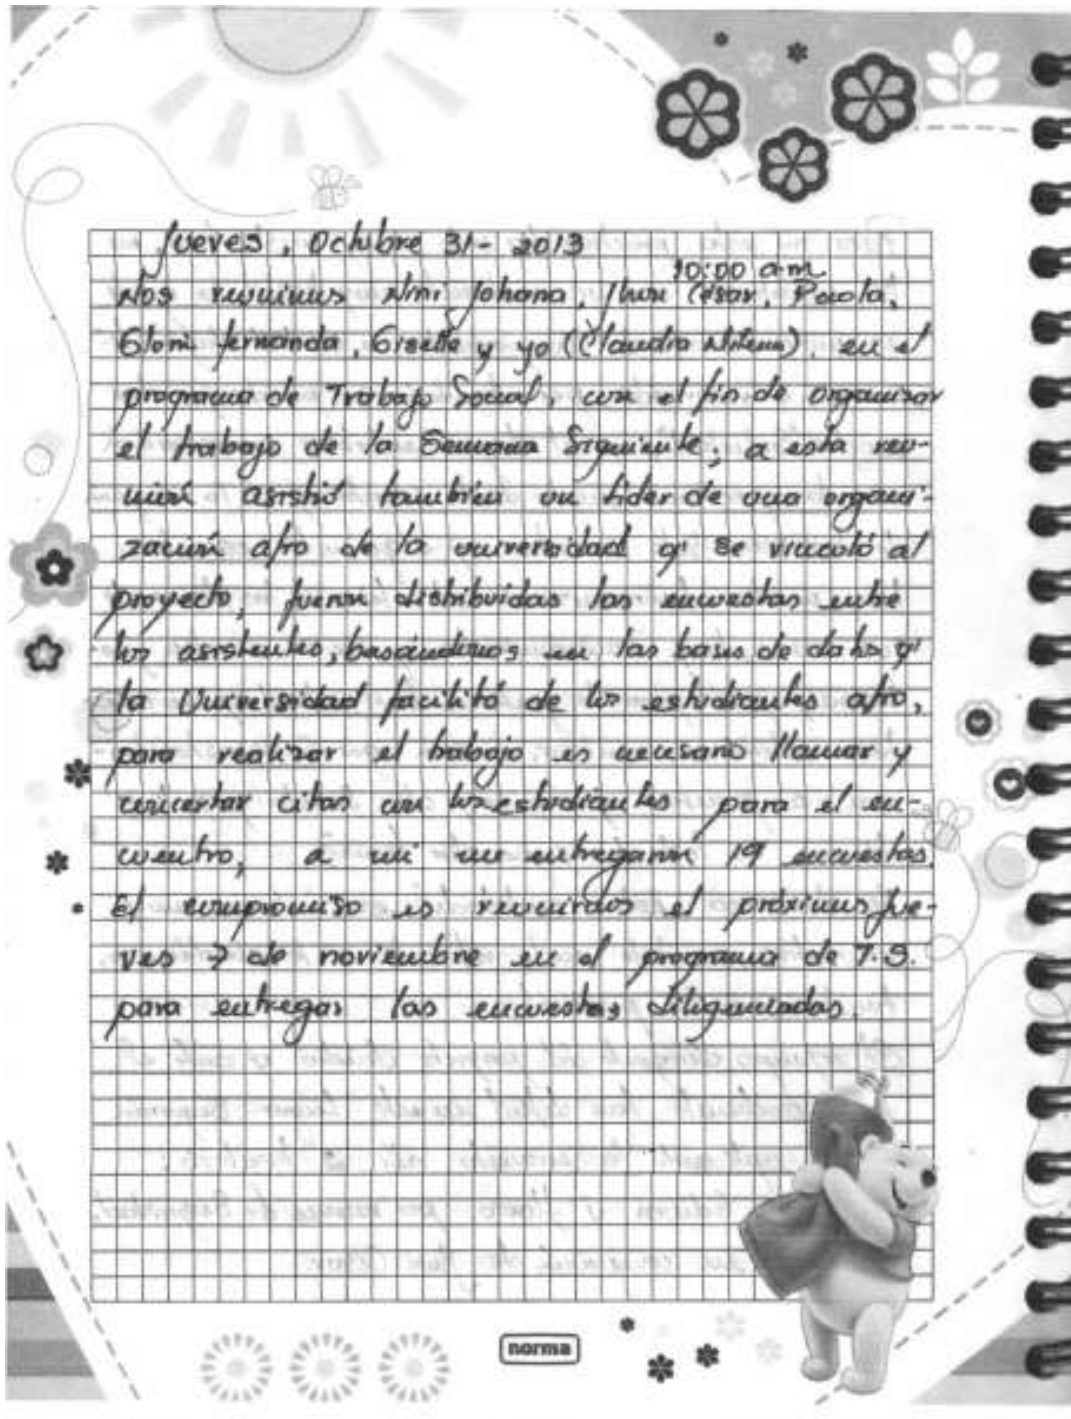 Jueves, Octubre 31- 2013
10:00 a.m.
Nos reunimos Johana, César, Paola,
Gloria fernanda, Giselle y yo (Claudia Milena), en el
programa de Trabajo Social, con el fin de organizar
el trabajo de la Semana Siguiente; a esta reu-
nión asistió también un líder de una organi-
zación afro de la universidad q' se vinculó al
proyecto, fueron distribuidas las encuestas entre
los asistentes, basándonos en las bases de datos q'
la Universidad facilitó de los estudiantes afro,
para realizar el trabajo es necesario llamar y
concertar citas con los estudiantes para el en-
cuentro, a mi me entregaron 19 encuestas.
• El compromiso es reunirnos el próximo jue-
ves 7 de noviembre en el programa de T.S.
para entregar las encuestas diligenciadas.
norma